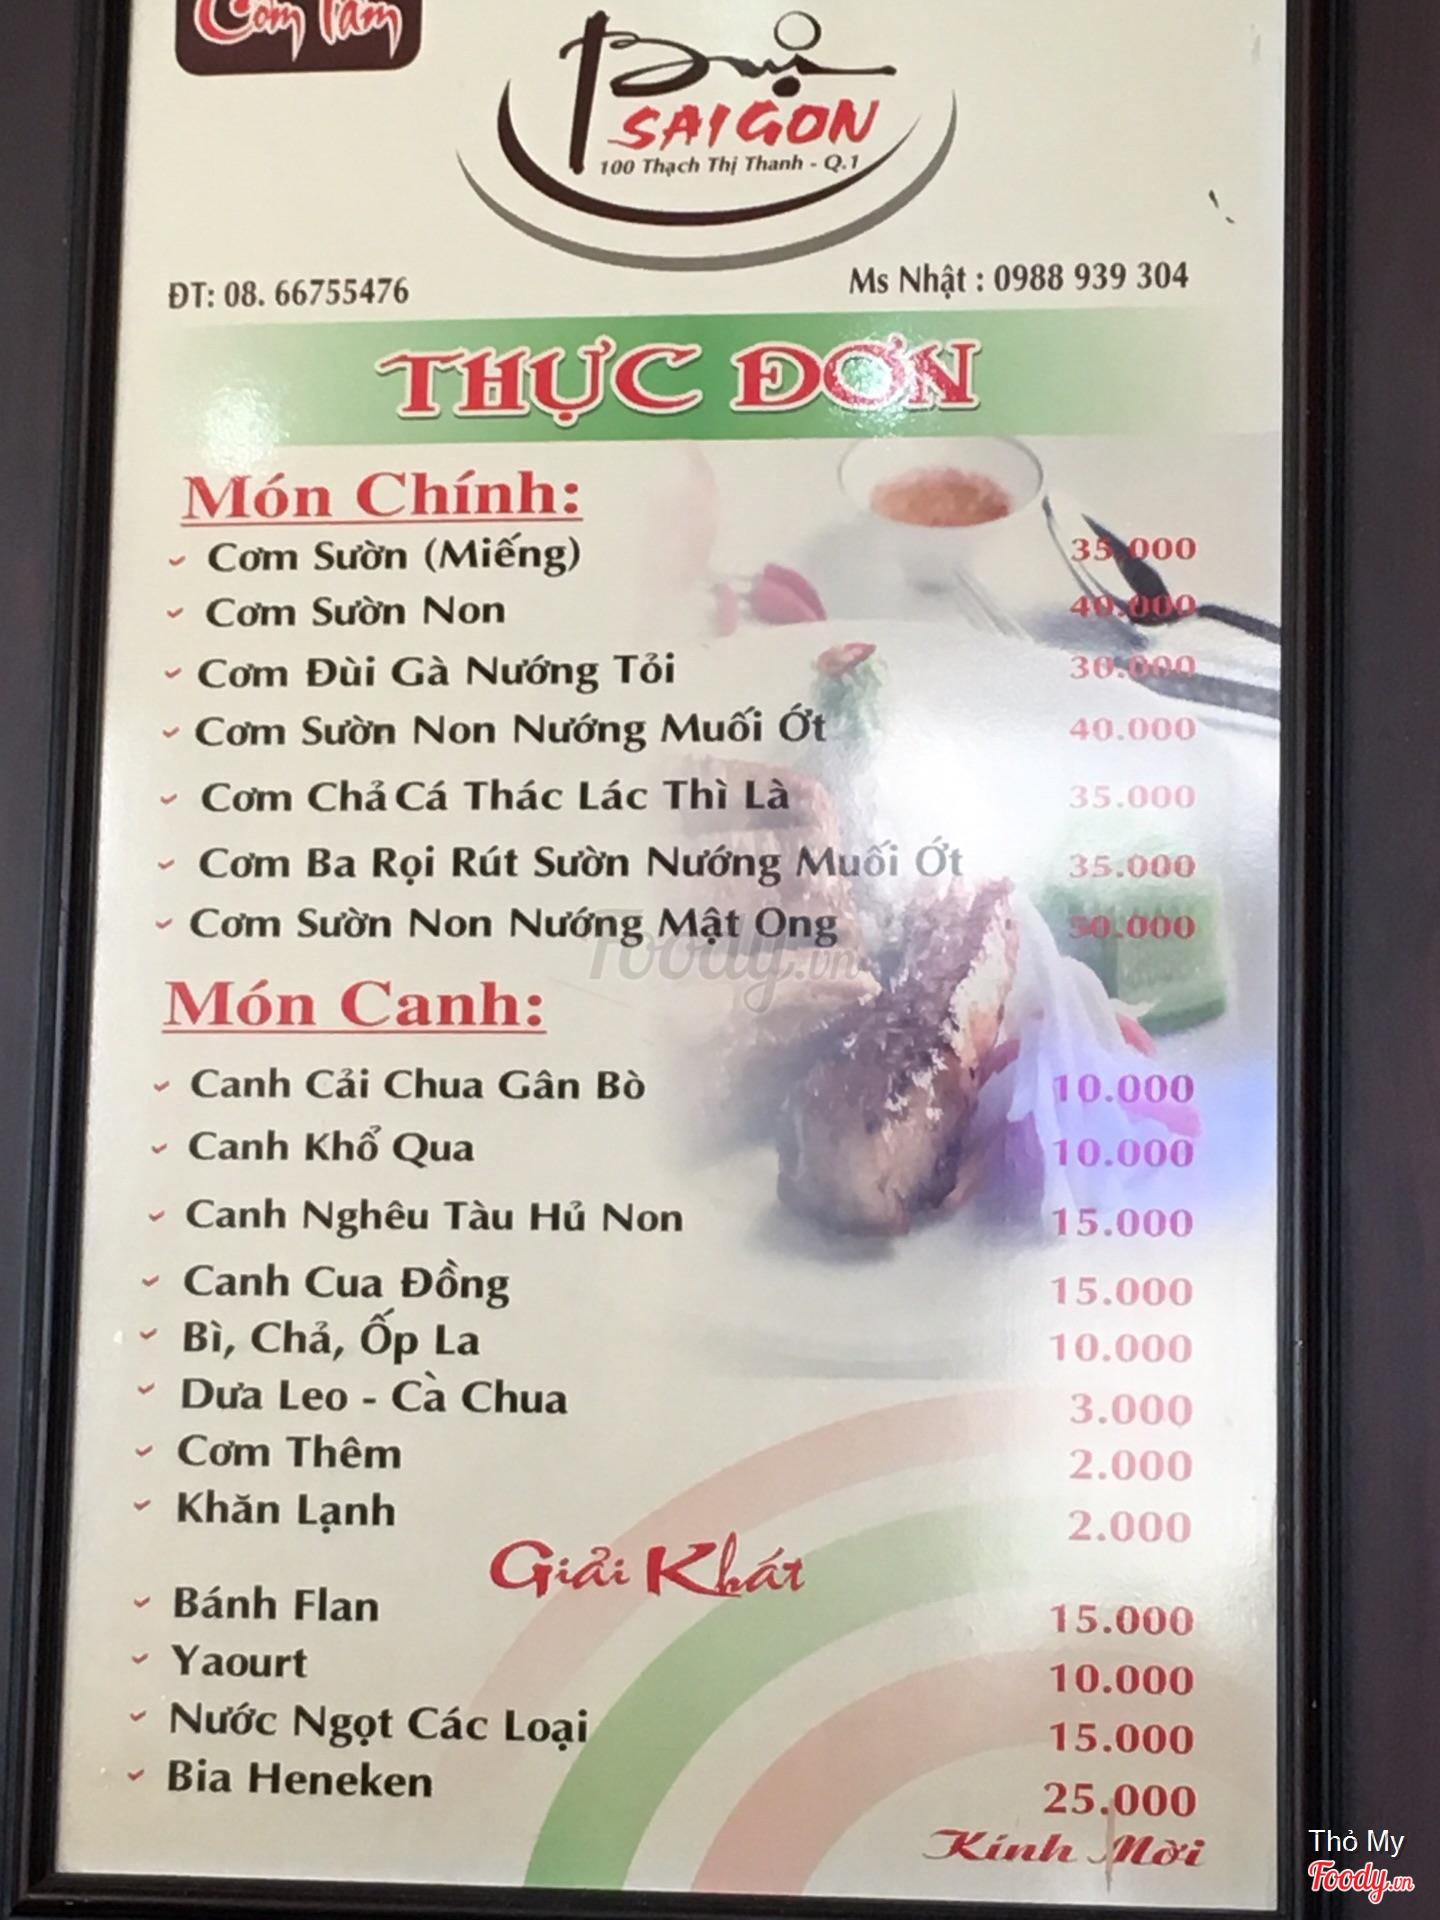 Cơm Tấm
Bụi
SAIGON
100 Thạch Thị Thanh - Q.1
ĐT: 08. 66755476
Ms Nhật : 0988 939 304
THỰC ĐƠN
Món Chính:
Cơm Sườn (Miếng) 35.000
Cơm Sườn Non 40.000
Cơm Đùi Gà Nướng Tỏi 30.000
Cơm Sườn Non Nướng Muối Ớt 40.000
Cơm Chả Cá Thác Lác Thì Là 35.000
Cơm Ba Rọi Rút Sườn Nướng Muối Ớt 35.000
Cơm Sườn Non Nướng Mật Ong 50.000
Foody.vn
Món Canh:
Canh Cải Chua Gân Bò 10.000
Canh Khổ Qua 10.000
Canh Nghêu Tàu Hủ Non 15.000
Canh Cua Đồng 15.000
Bì, Chả, Ốp La 10.000
Dưa Leo - Cà Chua 3.000
Cơm Thêm 2.000
Khăn Lạnh 2.000
Giải Khát
Bánh Flan 15.000
Yaourt 10.000
Nước Ngọt Các Loại 15.000
Bia Heneken 25.000
Kính Mời
Thỏ My
Foody.vn